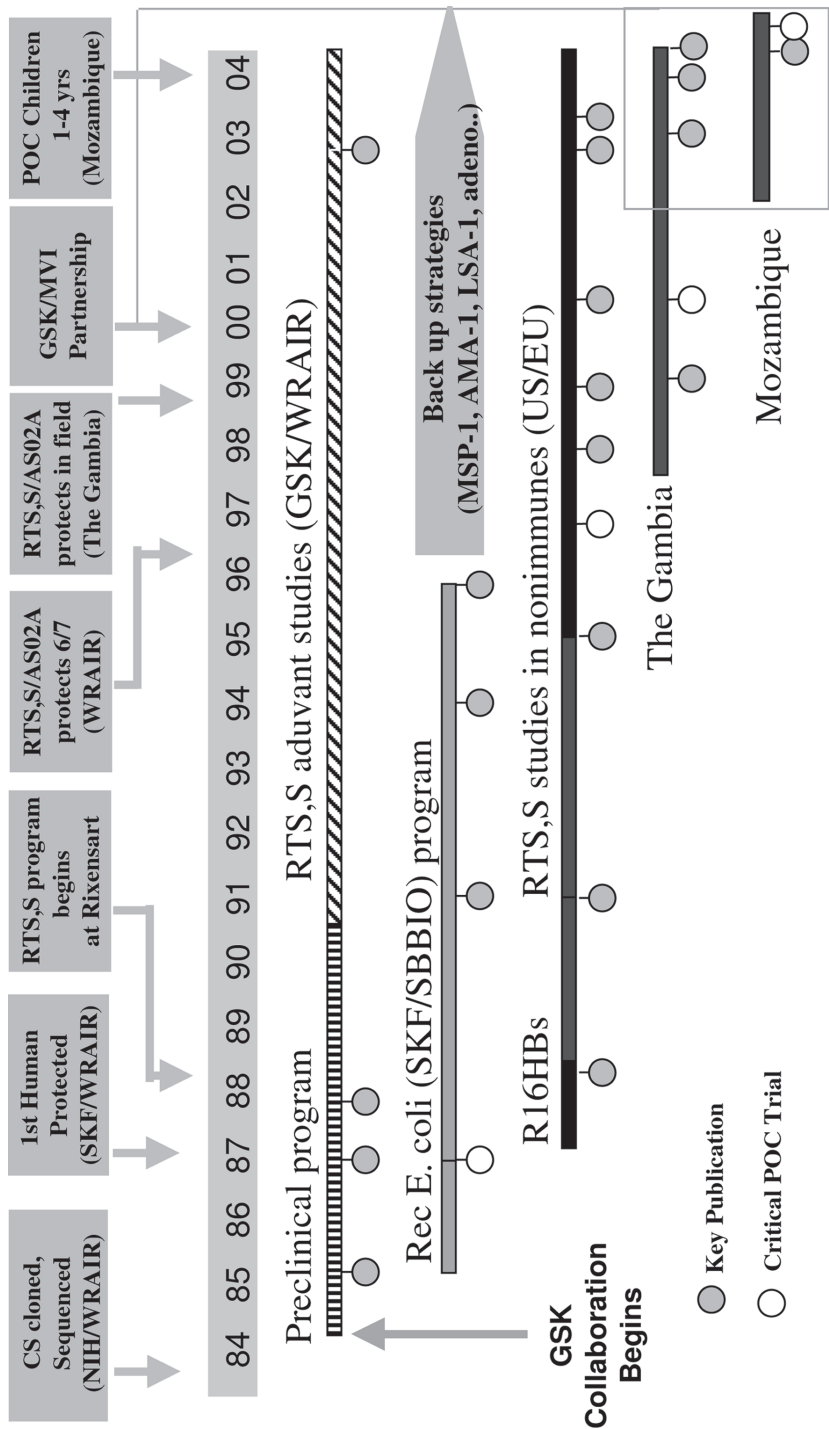 CS cloned,
Sequenced
(NIH/WRAIR)
1st Human
Protected
(SKF/WRAIR)
RTS,S program
begins
at Rixensart
RTS,S/AS02A
protects 6/7
(WRAIR)
RTS,S/AS02A
protects in field
(The Gambia)
GSK/MVI
Partnership
POC Children
1-4 yrs
(Mozambique)
84 85 86 87 88 89 90 91 92 93 94 95 96 97 98 99 00 01 02 03 04
Preclinical program
RTS,S aduvant studies (GSK/WRAIR)
Rec E. coli (SKF/SBBIO) program
Back up strategies
(MSP-1, AMA-1, LSA-1, adeno..)
R16HBs
RTS,S studies in nonimmunes (US/EU)
GSK
Collaboration
Begins
The Gambia
Mozambique
Key Publication
Critical POC Trial